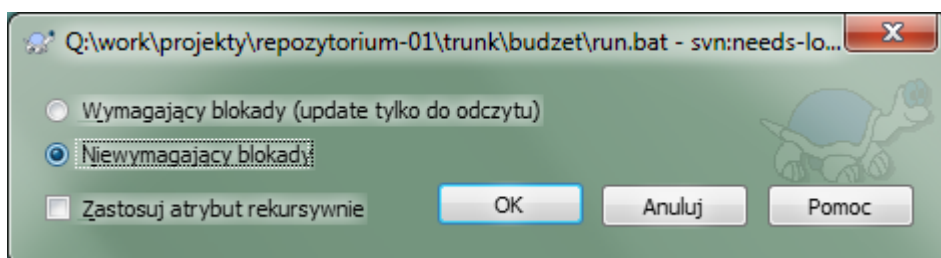 Q:\work\projekty\repozytorium-01\trunk\budzet\run.bat - svn:needs-lo...
Wymagający blokady (update tylko do odczytu)
Niewymagający blokady
Zastosuj atrybut rekursywnie
OK Anuluj Pomoc